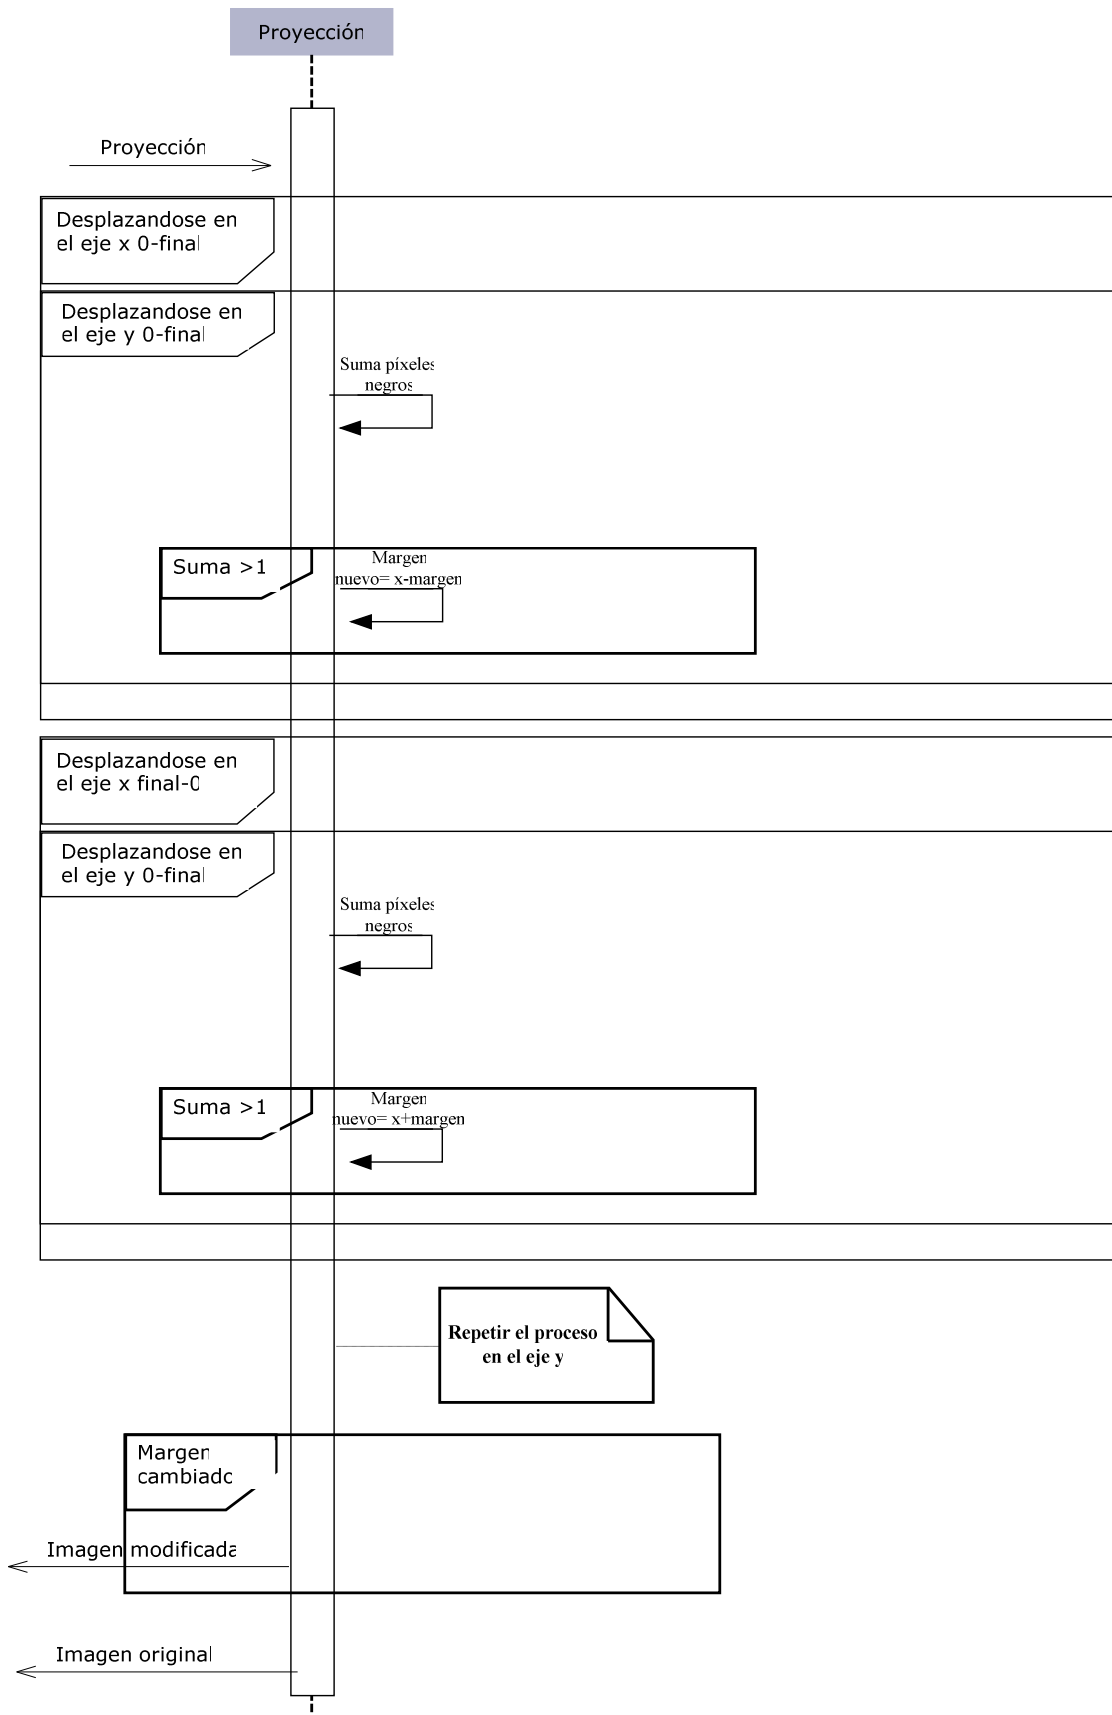 Proyección
Proyección
Desplazandose en
el eje x 0-final
Desplazandose en
el eje y 0-final
Suma píxeles
negros
Suma >1
Margen
nuevo= x-margen
Desplazandose en
el eje x final-0
Desplazandose en
el eje y 0-final
Suma píxeles
negros
Suma >1
Margen
nuevo= x+margen
Repetir el proceso
en el eje y
Margen
cambiado
Imagen modificada
Imagen original